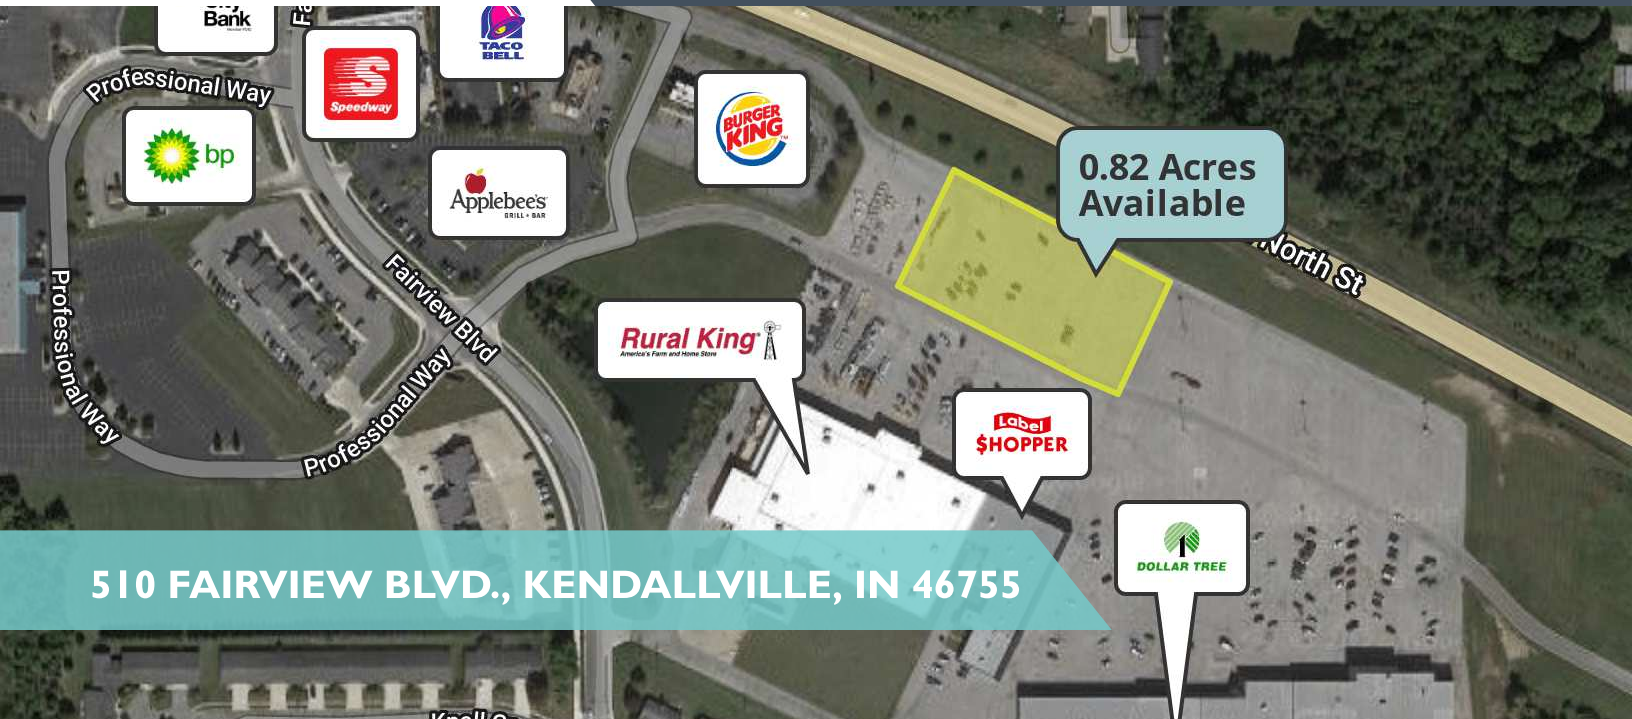 Bank
TACO
BELL
Professional Way
S
Speedway
bp
Applebee's
GRILL + BAR
BURGER
KING
TM
0.82 Acres
Available
North St
Fairview Blvd
Professional Way
Rural King
America's Farm and Home Store
Professional Way
Label
$HOPPER
1
DOLLAR TREE
510 FAIRVIEW BLVD., KENDALLVILLE, IN 46755